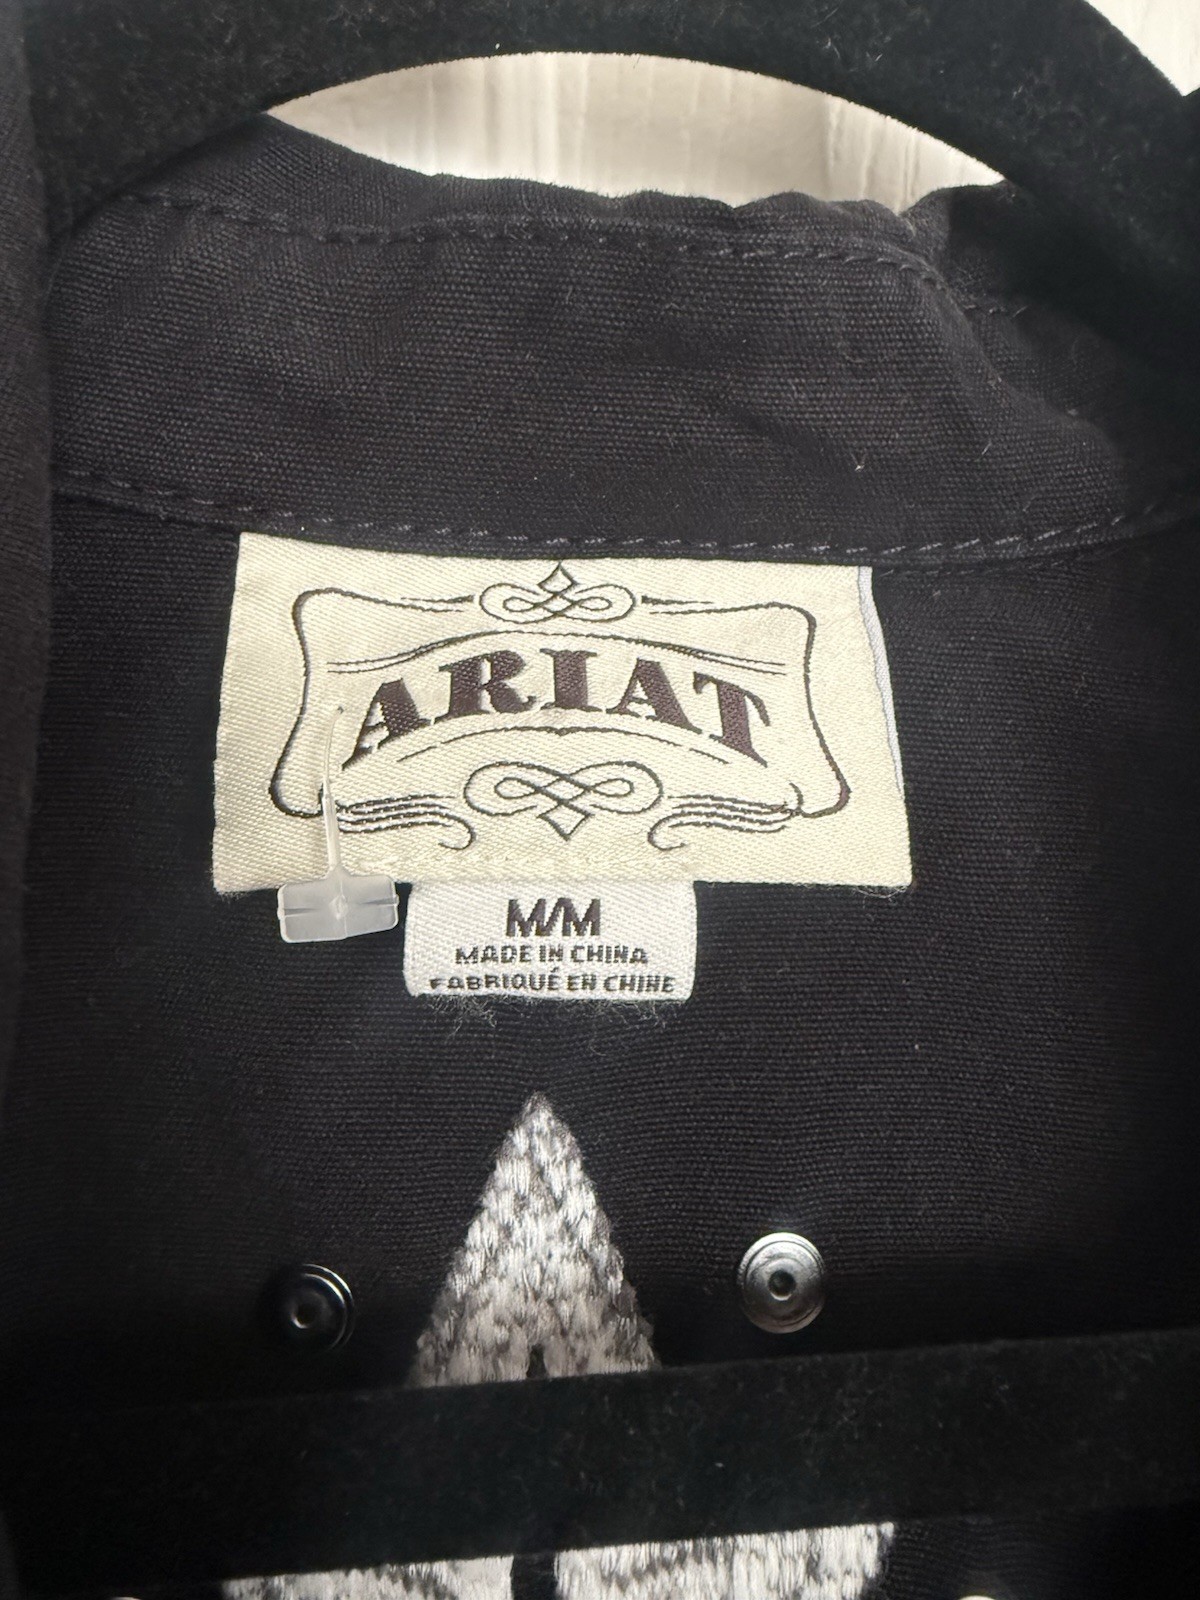 ARIAT
M/M
MADE IN CHINA
FABRIQUÉ EN CHINE